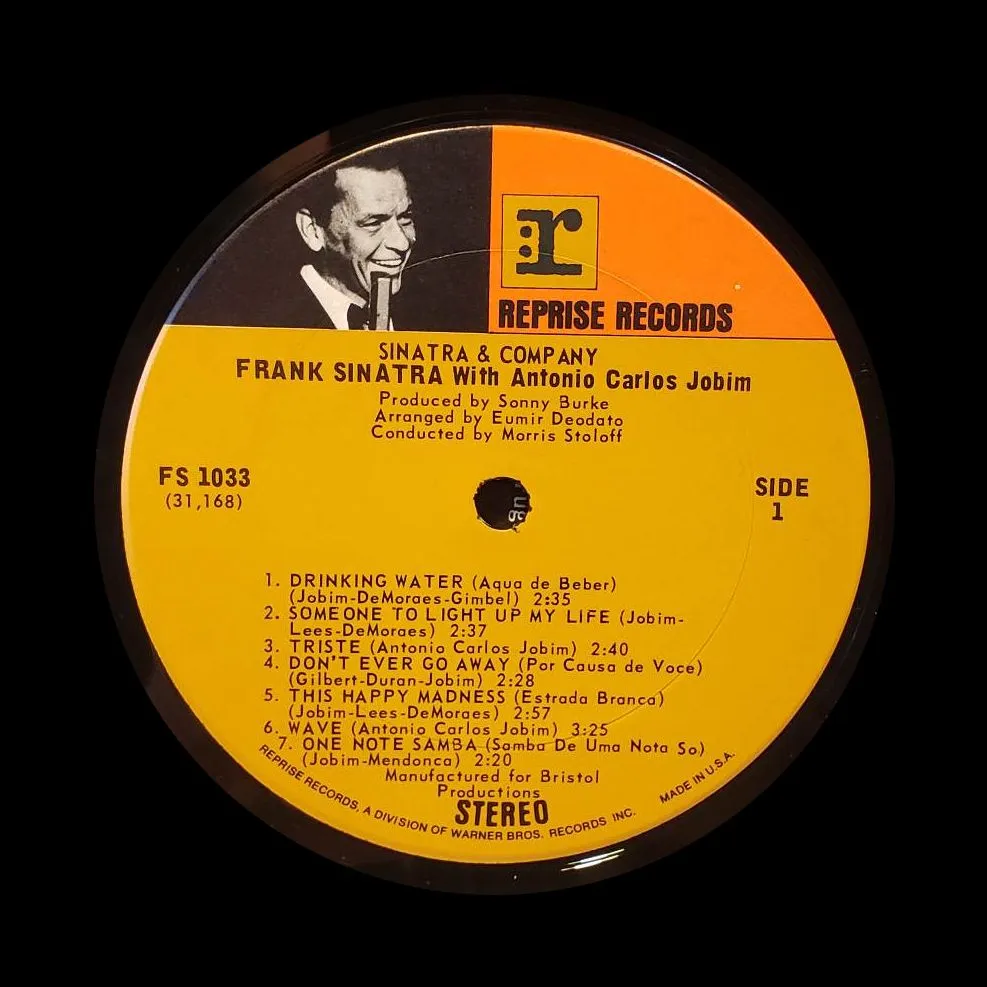 :r
REPRISE RECORDS
SINATRA & COMPANY
FRANK SINATRA With Antonio Carlos Jobim
Produced by Sonny Burke
Arranged by Eumir Deodato
Conducted by Morris Stoloff
FS 1033
(31,168)
SIDE
1
1. DRINKING WATER (Aqua de Beber)
(Jobim-DeMoraes-Gimbel) 2:35
2. SOMEONE TO LIGHT UP MY LIFE (Jobim-
Lees-DeMoraes) 2:37
3. TRISTE (Antonio Carlos Jobim) 2:40
4. DON'T EVER GO AWAY (Por Causa de Voce)
(Gilbert-Duran-Jobim) 2:28
5. THIS HAPPY MADNESS (Estrada Branca)
(Jobim-Lees-DeMoraes) 2:57
6. WAVE (Antonio Carlos Jobim) 3:25
7. ONE NOTE SAMBA (Samba De Uma Nota So)
(Jobim-Mendonca) 2:20
Manufactured for Bristol
Productions
STEREO
REPRISE RECORDS, A DIVISION OF WARNER BROS. RECORDS INC. MADE IN U.S.A.